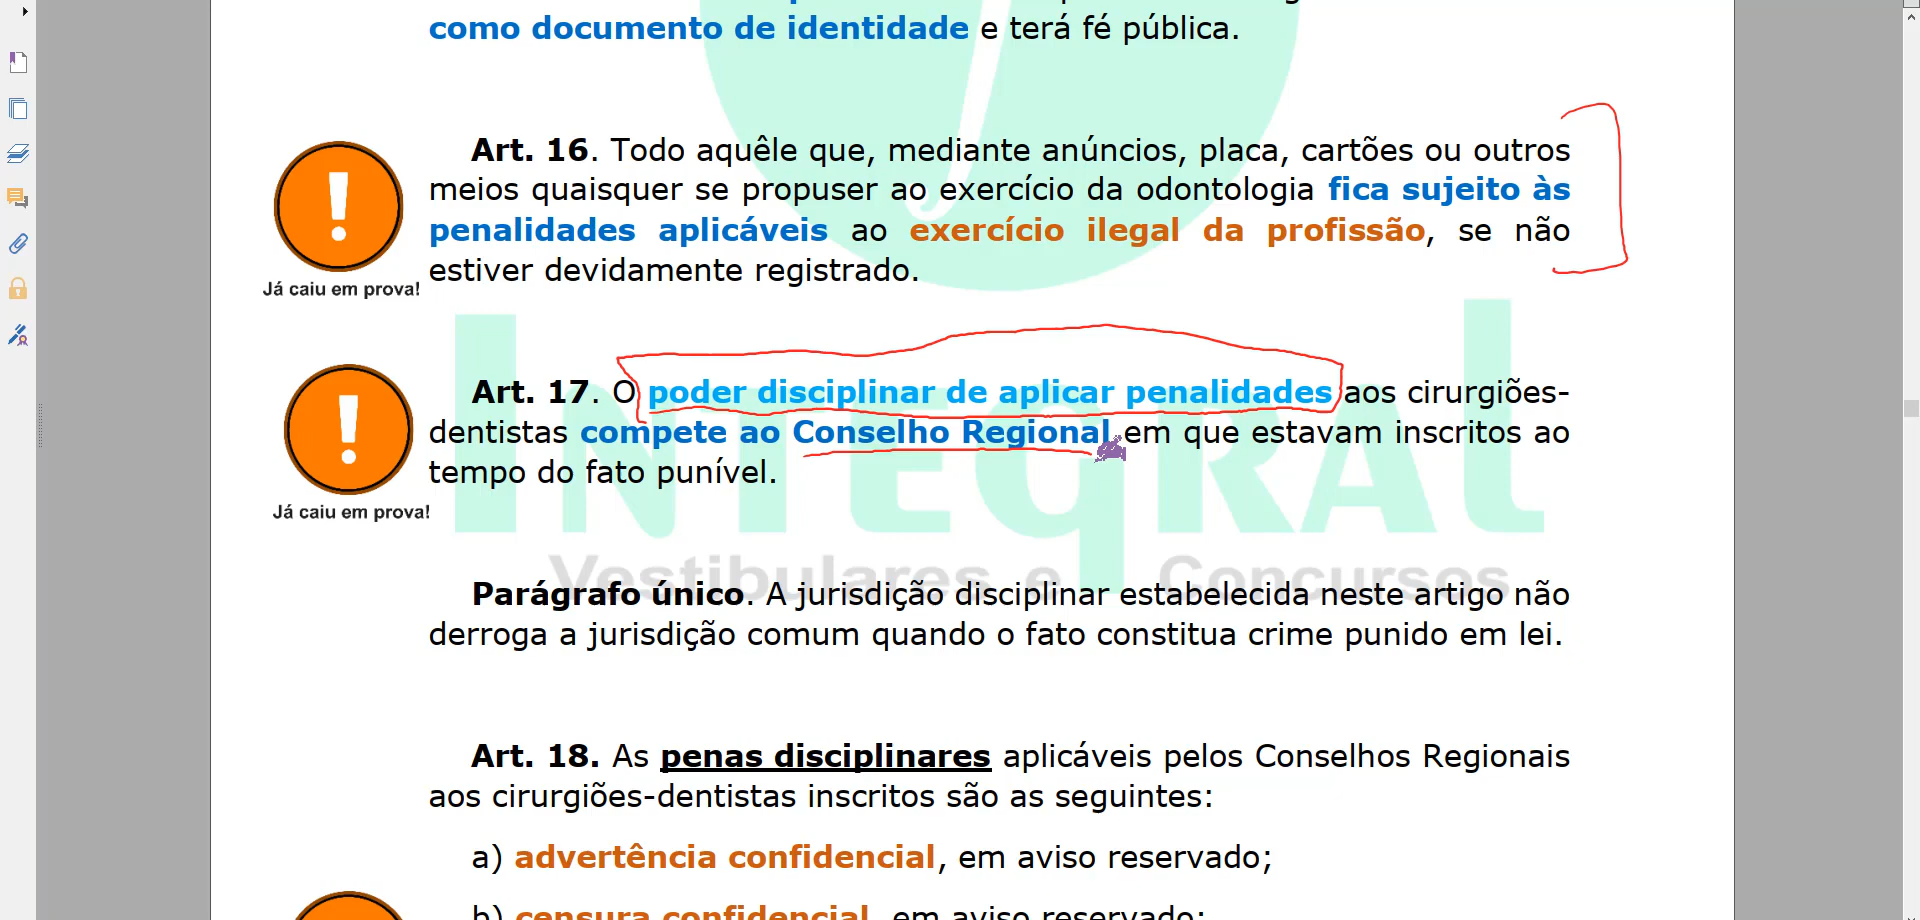 como documento de identidade e terá fé pública.
Art. 16. Todo aquêle que, mediante anúncios, placa, cartões ou outros
meios quaisquer se propuser ao exercício da odontologia fica sujeito às
penalidades aplicáveis ao exercício ilegal da profissão, se não
estiver devidamente registrado.
Já caiu em prova!
Art. 17. O poder disciplinar de aplicar penalidades aos cirurgiões-
dentistas compete ao Conselho Regional em que estavam inscritos ao
tempo do fato punível.
Já caiu em prova!
INTEGRAL
Vestibulares e Concursos
Parágrafo único. A jurisdição disciplinar estabelecida neste artigo não
derroga a jurisdição comum quando o fato constitua crime punido em lei.
Art. 18. As penas disciplinares aplicáveis pelos Conselhos Regionais
aos cirurgiões-dentistas inscritos são as seguintes:
a) advertência confidencial, em aviso reservado;
b) censura confidencial, em aviso reservado;